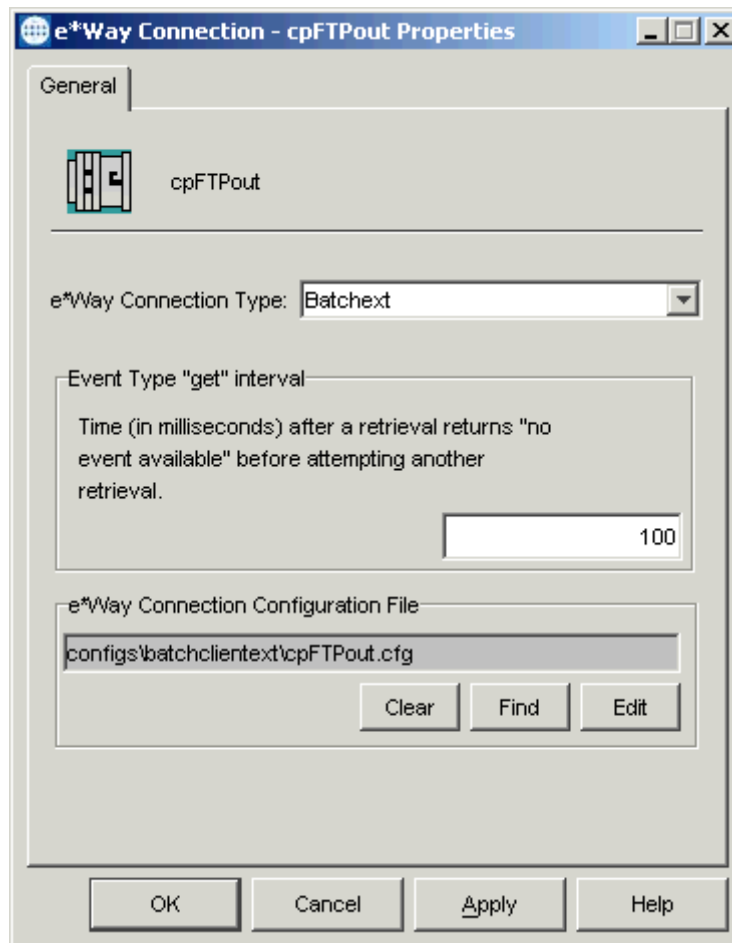 e*Way Connection - cpFTPout Properties
General
cpFTPout
e*Way Connection Type: Batchext
Event Type "get" interval
Time (in milliseconds) after a retrieval returns "no
event available" before attempting another
retrieval.
100
e*Way Connection Configuration File
configs\batchclientext\cpFTPout.cfg
Clear Find Edit
OK Cancel Apply Help